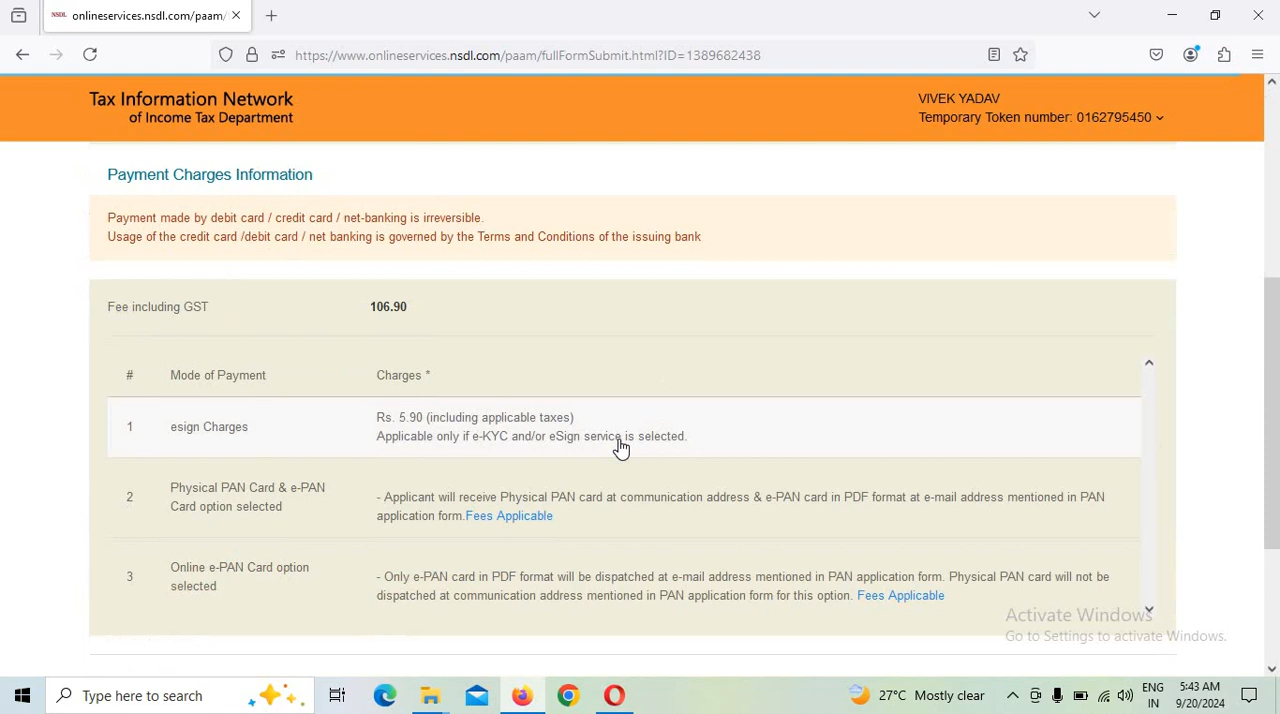 NSDL onlineservices.nsdl.com/paam/
https://www.onlineservices.nsdl.com/paam/fullFormSubmit.html?ID=1389682438
Tax Information Network
of Income Tax Department
VIVEK YADAV
Temporary Token number: 0162795450
Payment Charges Information
Payment made by debit card / credit card / net-banking is irreversible.
Usage of the credit card /debit card / net banking is governed by the Terms and Conditions of the issuing bank
Fee including GST 106.90
# Mode of Payment Charges *
1 esign Charges Rs. 5.90 (including applicable taxes)
Applicable only if e-KYC and/or eSign service is selected.
2 Physical PAN Card & e-PAN
Card option selected
- Applicant will receive Physical PAN card at communication address & e-PAN card in PDF format at e-mail address mentioned in PAN
application form.Fees Applicable
3 Online e-PAN Card option
selected
- Only e-PAN card in PDF format will be dispatched at e-mail address mentioned in PAN application form. Physical PAN card will not be
dispatched at communication address mentioned in PAN application form for this option. Fees Applicable
Activate Windows
Go to Settings to activate Windows.
Type here to search
27°C Mostly clear
ENG
IN
5:43 AM
9/20/2024